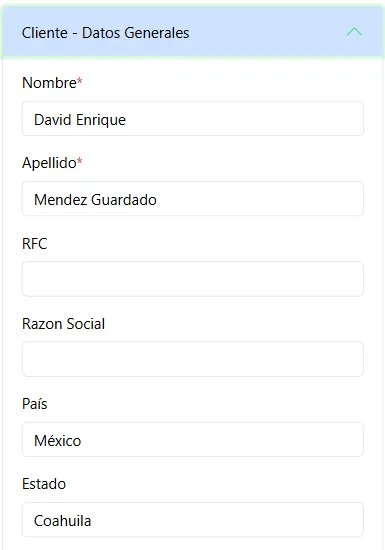 Cliente - Datos Generales
Nombre*
David Enrique
Apellido*
Mendez Guardado
RFC
Razon Social
País
México
Estado
Coahuila